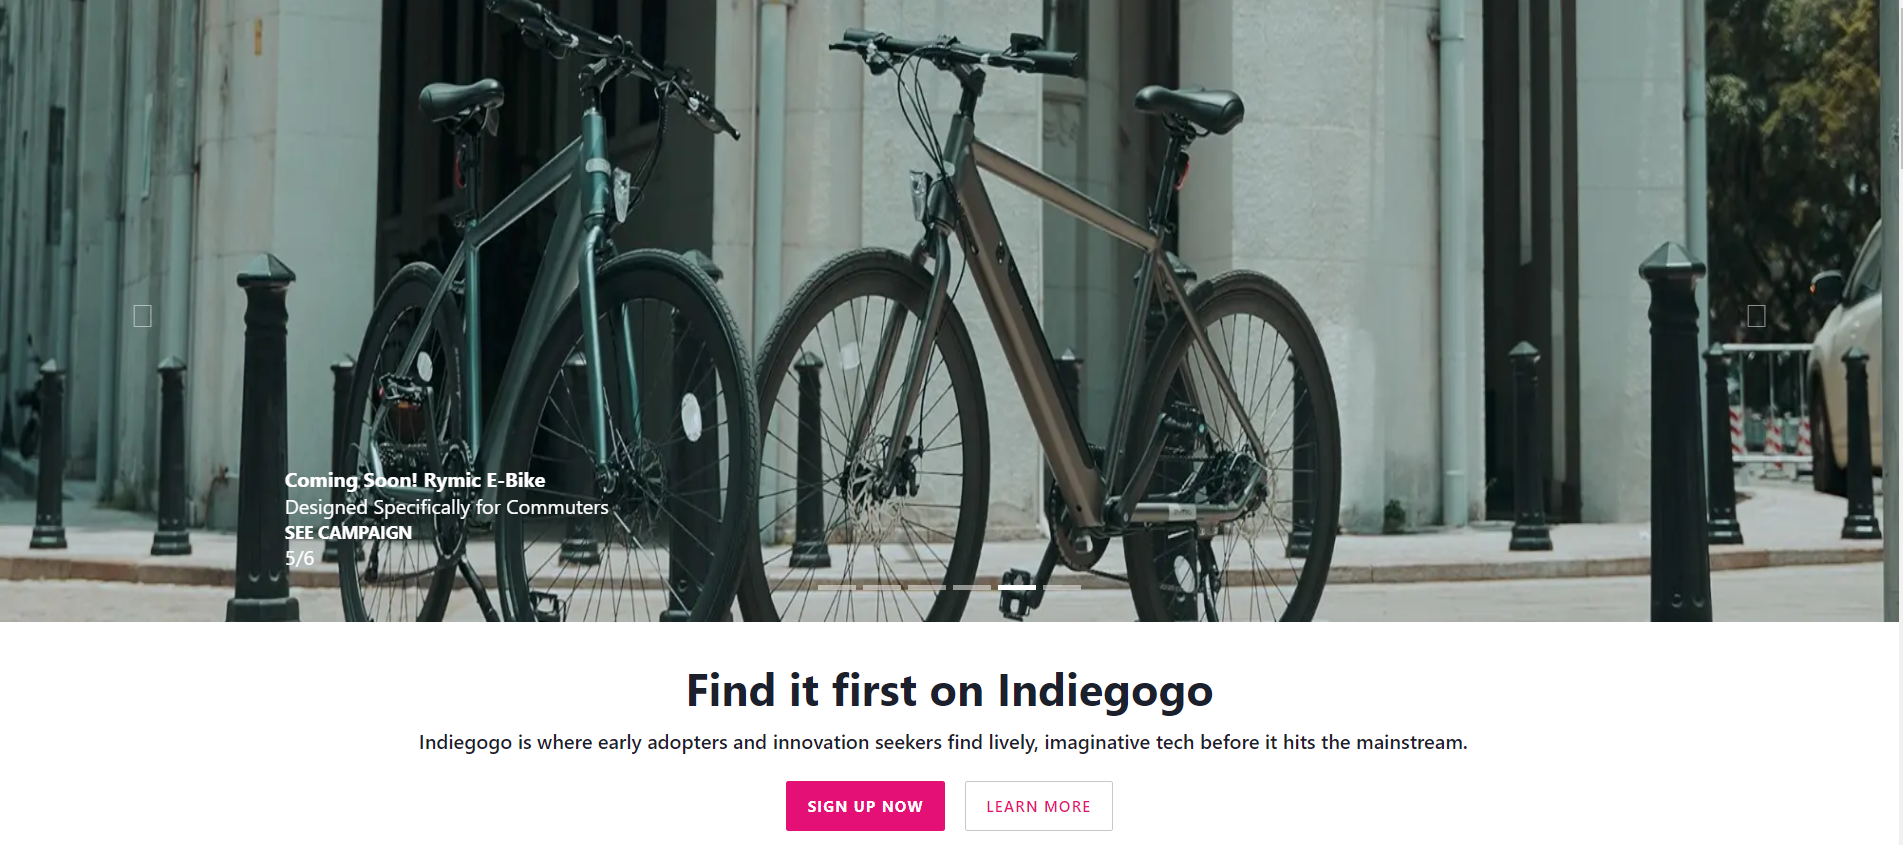 Coming Soon! Rymic E-Bike
Designed Specifically for Commuters
SEE CAMPAIGN
5/6
Find it first on Indiegogo
Indiegogo is where early adopters and innovation seekers find lively, imaginative tech before it hits the mainstream.
SIGN UP NOW
LEARN MORE